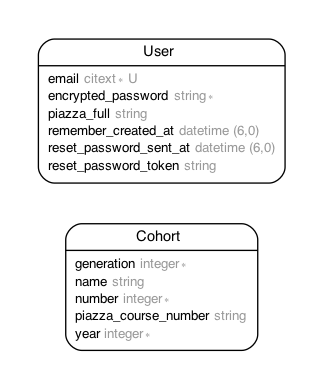 User
email citext * U
encrypted_password string *
piazza_full string
remember_created_at datetime (6,0)
reset_password_sent_at datetime (6,0)
reset_password_token string
Cohort
generation integer *
name string
number integer *
piazza_course_number string
year integer *